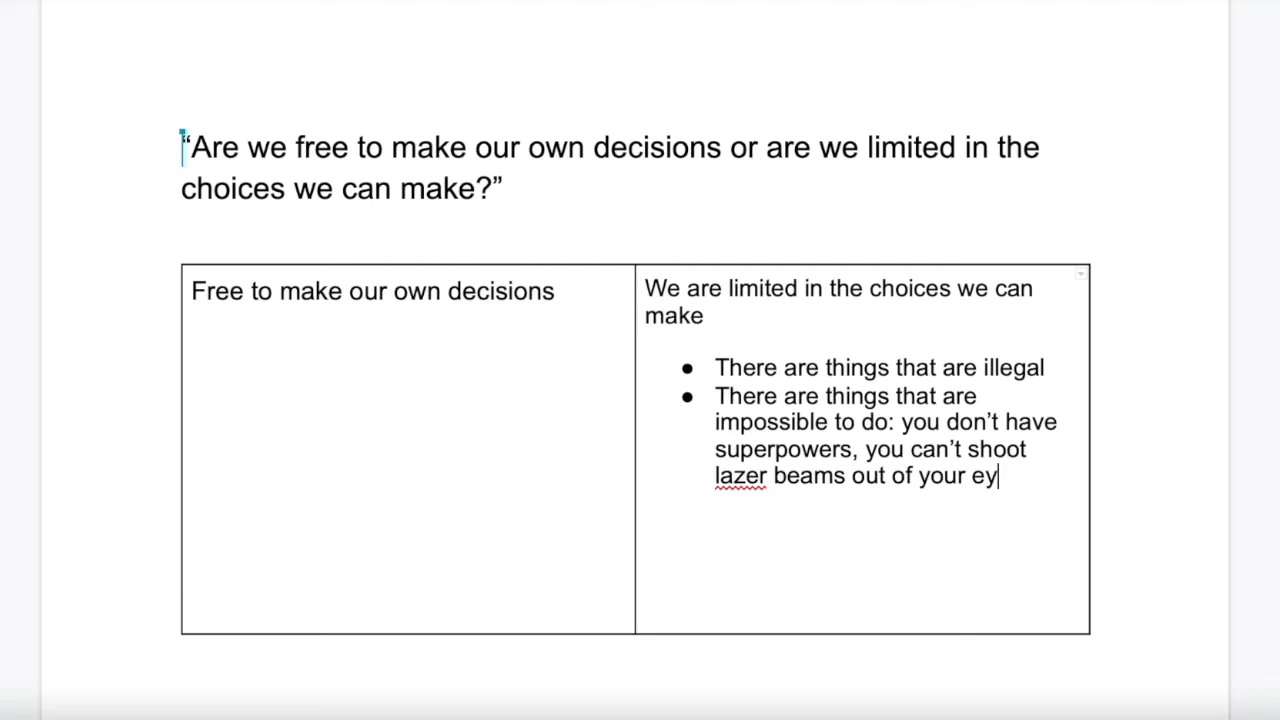 “Are we free to make our own decisions or are we limited in the
choices we can make?”
Free to make our own decisions
We are limited in the choices we can
make
● There are things that are illegal
● There are things that are
impossible to do: you don’t have
superpowers, you can’t shoot
lazer beams out of your ey